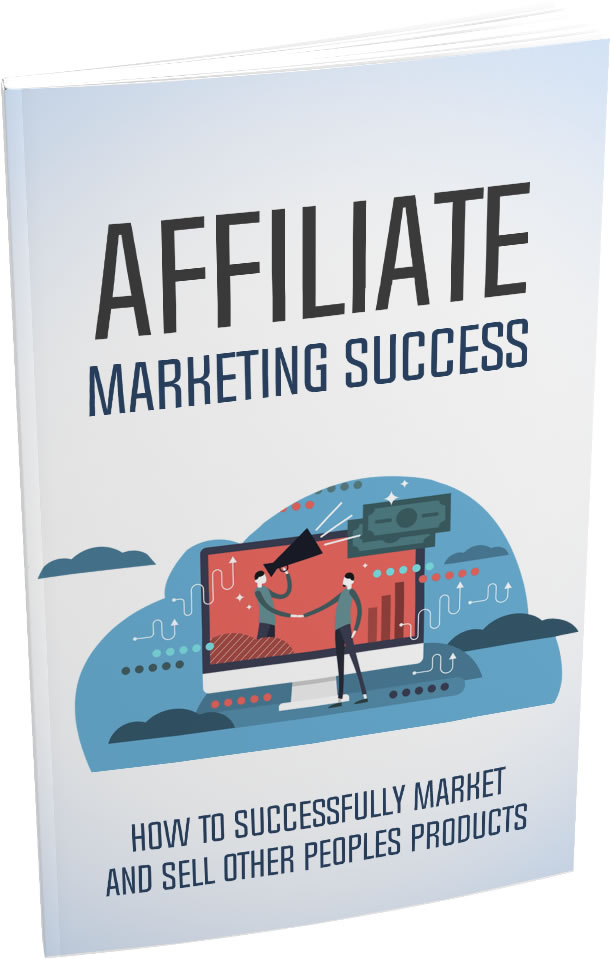 AFFILIATE
MARKETING SUCCESS
HOW TO SUCCESSFULLY MARKET
AND SELL OTHER PEOPLES PRODUCTS